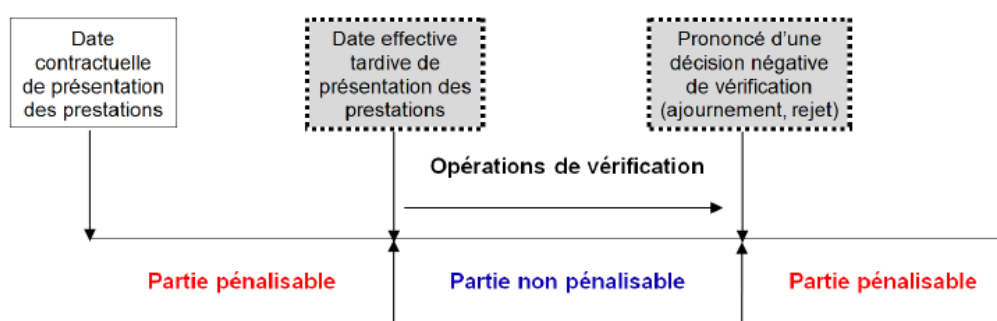 Date
contractuelle
de présentation
des prestations
Date effective
tardive de
présentation des
prestations
Prononcé d'une
décision négative
de vérification
(ajournement, rejet)
Opérations de vérification
Partie pénalisable
Partie non pénalisable
Partie pénalisable